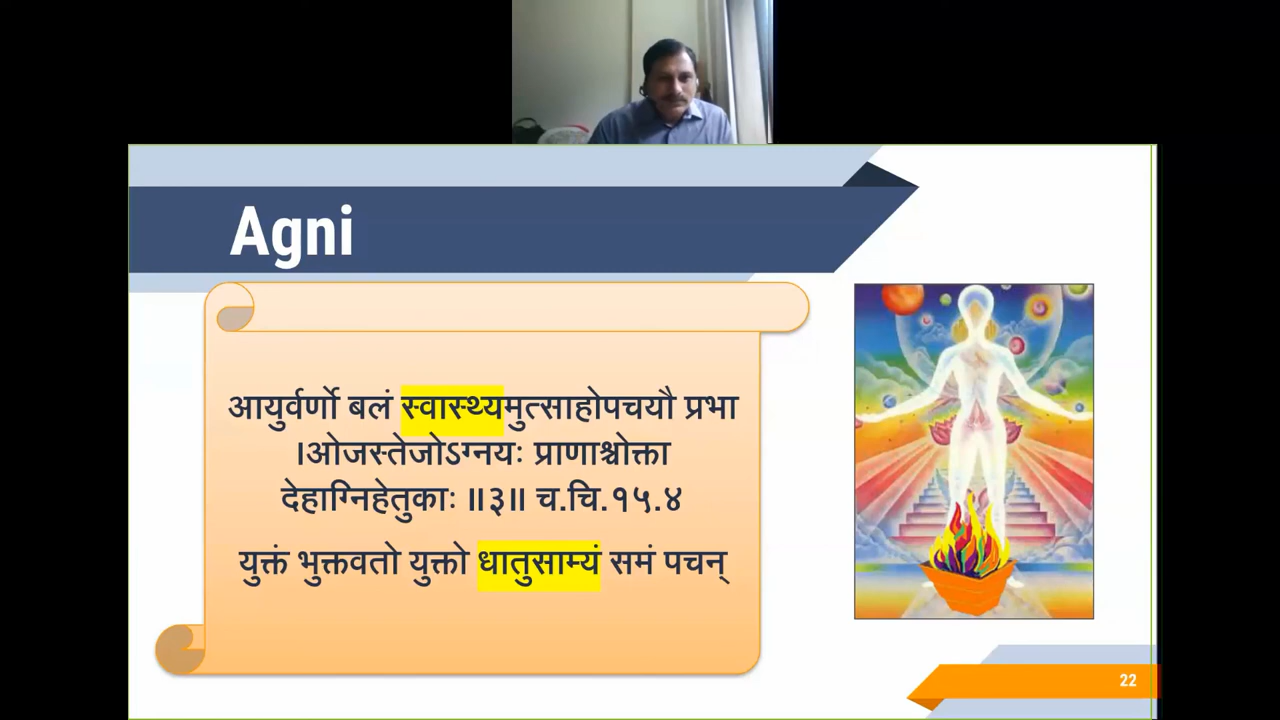 Agni
आयुर्वर्णो बलं स्वास्थ्यमुत्साहोपचयौ प्रभा
।ओजस्तेजोऽग्नयः प्राणाश्चोक्ता
देहाग्निहेतुकाः ॥३॥ च.चि.१५.४
युक्तं भुक्तवतो युक्तो धातुसाम्यं समं पचन्
22